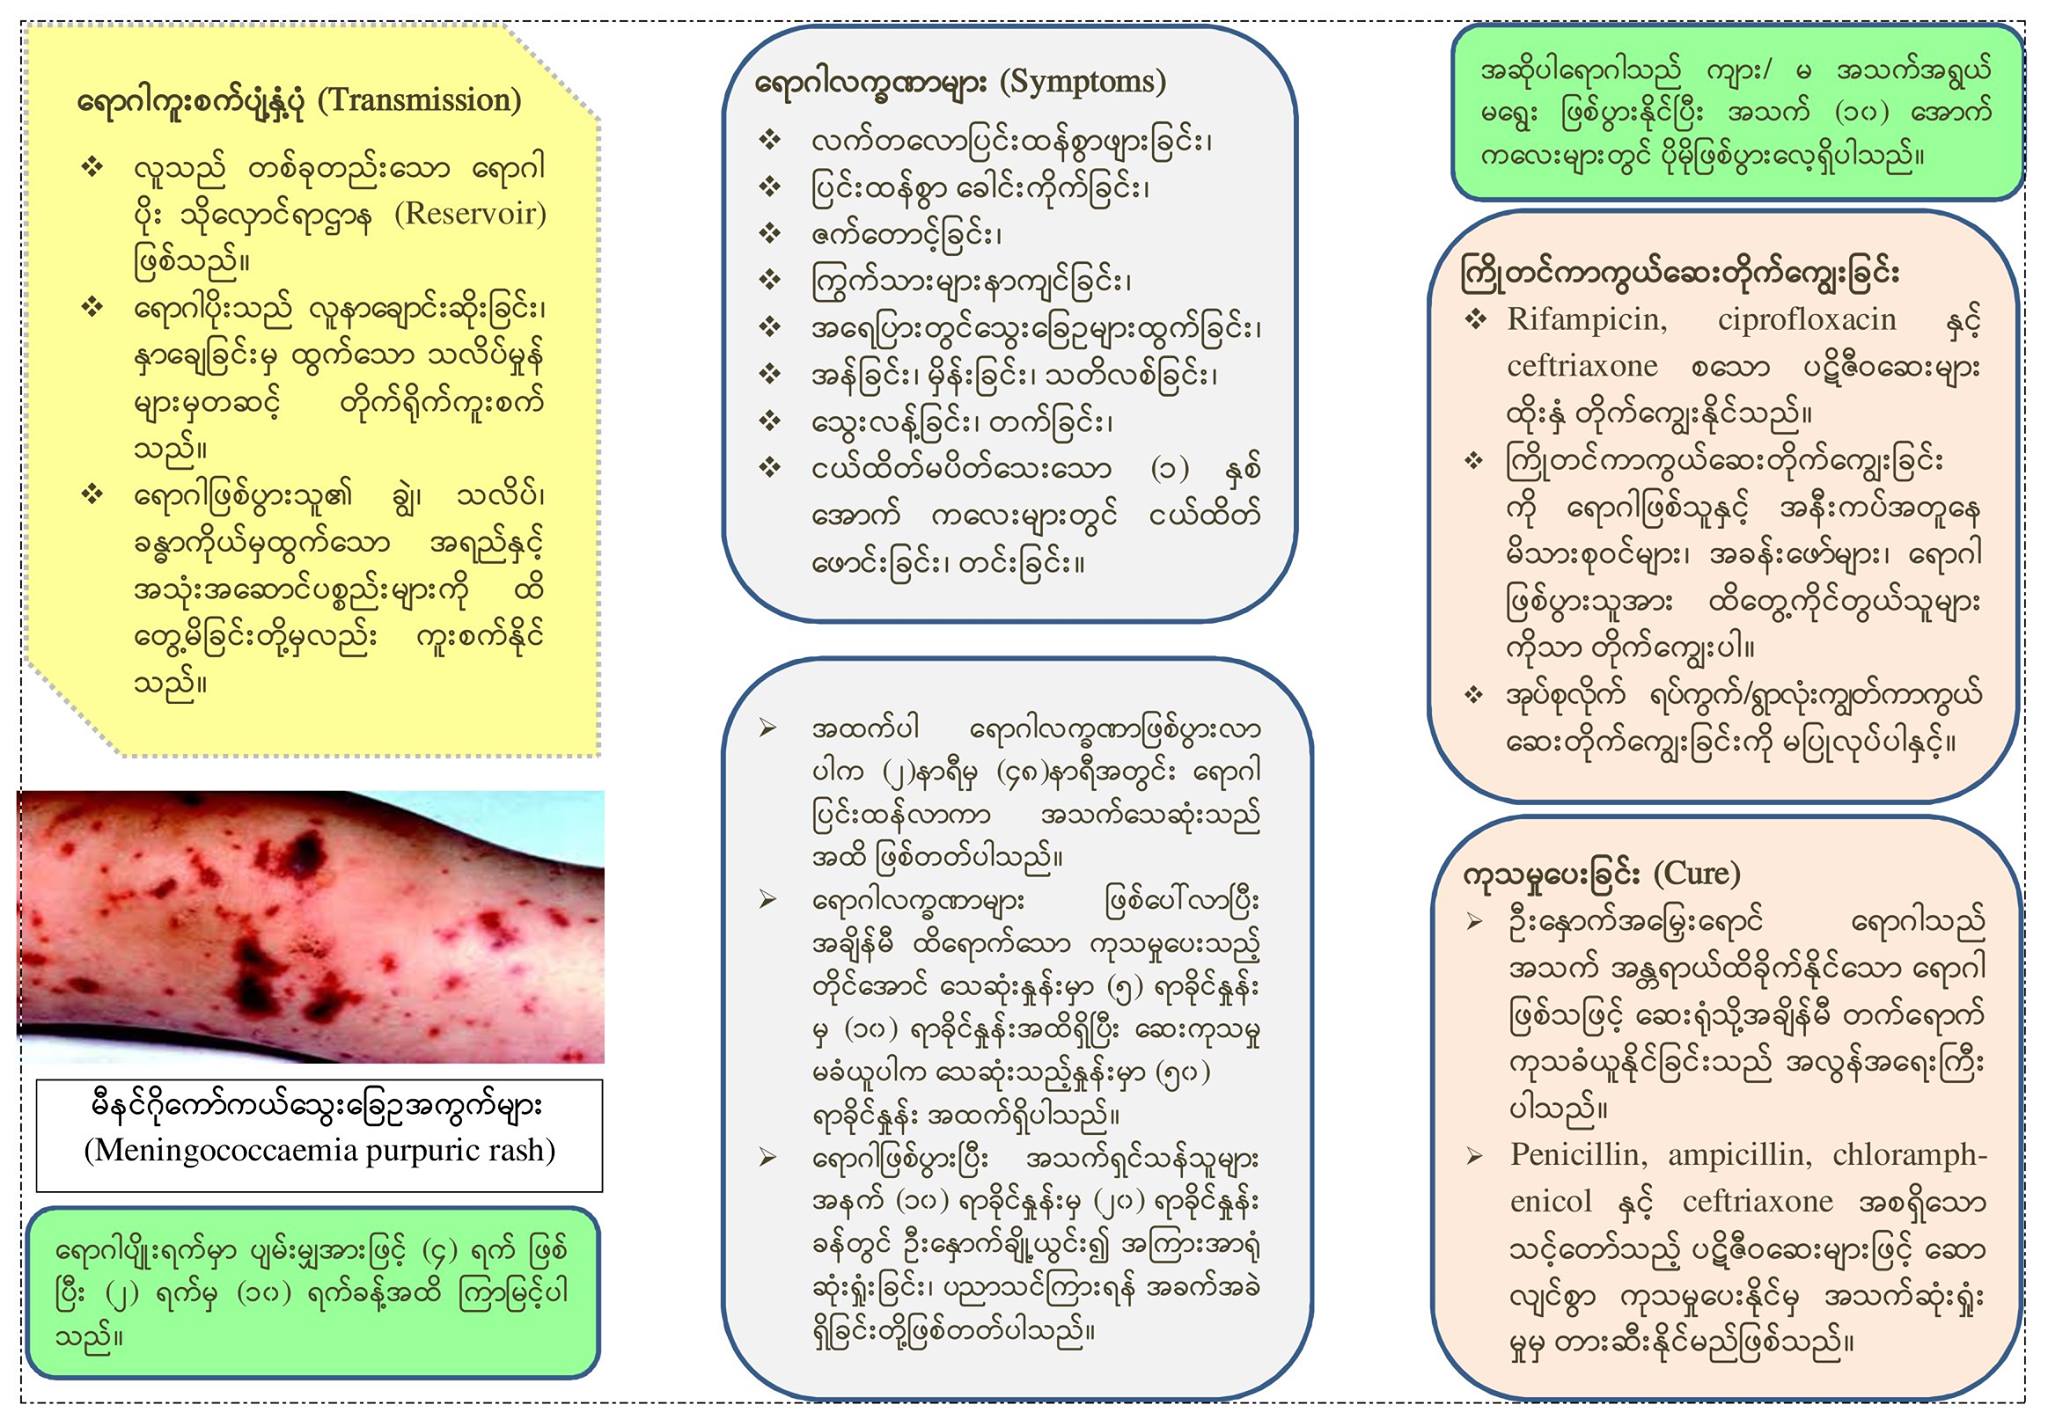 ရောဂါကူးစက်ပျံ့နှံ့ပုံ (Transmission)
❖ လူသည် တစ်ခုတည်းသော ရောဂါ
ပိုး သိုလှောင်ရာဌာန (Reservoir)
ဖြစ်သည်။
❖ ရောဂါပိုးသည် လူနာချောင်းဆိုးခြင်း၊
နှာချေခြင်းမှ ထွက်သော သလိပ်မှုန်
များမှတဆင့် တိုက်ရိုက်ကူးစက်
သည်။
❖ ရောဂါဖြစ်ပွားသူ၏ ချွဲ၊ သလိပ်၊
ခန္ဓာကိုယ်မှထွက်သော အရည်နှင့်
အသုံးအဆောင်ပစ္စည်းများကို ထိ
တွေ့မိခြင်းတို့မှလည်း ကူးစက်နိုင်
သည်။
မီနင်ဂိုကော်ကယ်သွေးခြေဥအကွက်များ
(Meningococcaemia purpuric rash)
ရောဂါပျိုးရက်မှာ ပျမ်းမျှအားဖြင့် (၄) ရက် ဖြစ်
ပြီး (၂) ရက်မှ (၁၀) ရက်ခန့်အထိ ကြာမြင့်ပါ
သည်။
ရောဂါလက္ခဏာများ (Symptoms)
❖ လက်တလောပြင်းထန်စွာဖျားခြင်း၊
❖ ပြင်းထန်စွာ ခေါင်းကိုက်ခြင်း၊
❖ ဇက်တောင့်ခြင်း၊
❖ ကြွက်သားများနာကျင်ခြင်း၊
❖ အရေပြားတွင်သွေးခြေဥများထွက်ခြင်း၊
❖ အန်ခြင်း၊ မှိန်းခြင်း၊ သတိလစ်ခြင်း၊
❖ သွေးလန့်ခြင်း၊ တက်ခြင်း၊
❖ ငယ်ထိတ်မပိတ်သေးသော (၁) နှစ်
အောက် ကလေးများတွင် ငယ်ထိတ်
ဖောင်းခြင်း၊ တင်းခြင်း။
➢ အထက်ပါ ရောဂါလက္ခဏာဖြစ်ပွားလာ
ပါက (၂)နာရီမှ (၄၈)နာရီအတွင်း ရောဂါ
ပြင်းထန်လာကာ အသက်သေဆုံးသည်
အထိ ဖြစ်တတ်ပါသည်။
➢ ရောဂါလက္ခဏာများ ဖြစ်ပေါ်လာပြီး
အချိန်မီ ထိရောက်သော ကုသမှုပေးသည့်
တိုင်အောင် သေဆုံးနှုန်းမှာ (၅) ရာခိုင်နှုန်း
မှ (၁၀) ရာခိုင်နှုန်းအထိရှိပြီး ဆေးကုသမှု
မခံယူပါက သေဆုံးသည့်နှုန်းမှာ (၅၀)
ရာခိုင်နှုန်း အထက်ရှိပါသည်။
➢ ရောဂါဖြစ်ပွားပြီး အသက်ရှင်သန်သူများ
အနက် (၁၀) ရာခိုင်နှုန်းမှ (၂၀) ရာခိုင်နှုန်း
ခန်တွင် ဦးနှောက်ချို့ယွင်း၍ အကြားအာရုံ
ဆုံးရှုံးခြင်း၊ ပညာသင်ကြားရန် အခက်အခဲ
ရှိခြင်းတို့ဖြစ်တတ်ပါသည်။
အဆိုပါရောဂါသည် ကျား/ မ အသက်အရွယ်
မရွေး ဖြစ်ပွားနိုင်ပြီး အသက် (၁၀) အောက်
ကလေးများတွင် ပိုမိုဖြစ်ပွားလေ့ရှိပါသည်။
ကြိုတင်ကာကွယ်ဆေးတိုက်ကျွေးခြင်း
❖ Rifampicin, ciprofloxacin နှင့်
ceftriaxone စသော ပဋိဇီဝဆေးများ
ထိုးနှံ တိုက်ကျွေးနိုင်သည်။
❖ ကြိုတင်ကာကွယ်ဆေးတိုက်ကျွေးခြင်း
ကို ရောဂါဖြစ်သူနှင့် အနီးကပ်အတူနေ
မိသားစုဝင်များ၊ အခန်းဖော်များ၊ ရောဂါ
ဖြစ်ပွားသူအား ထိတွေ့ကိုင်တွယ်သူများ
ကိုသာ တိုက်ကျွေးပါ။
❖ အုပ်စုလိုက် ရပ်ကွက်/ရွာလုံးကျွတ်ကာကွယ်
ဆေးတိုက်ကျွေးခြင်းကို မပြုလုပ်ပါနှင့်။
ကုသမှုပေးခြင်း (Cure)
➢ ဦးနှောက်အမြှေးရောင် ရောဂါသည်
အသက် အန္တရာယ်ထိခိုက်နိုင်သော ရောဂါ
ဖြစ်သဖြင့် ဆေးရုံသို့အချိန်မီ တက်ရောက်
ကုသခံယူနိုင်ခြင်းသည် အလွန်အရေးကြီး
ပါသည်။
➢ Penicillin, ampicillin, chloramph-
enicol နှင့် ceftriaxone အစရှိသော
သင့်တော်သည့် ပဋိဇီဝဆေးများဖြင့် ဆော
လျင်စွာ ကုသမှုပေးနိုင်မှ အသက်ဆုံးရှုံး
မှုမှ တားဆီးနိုင်မည်ဖြစ်သည်။